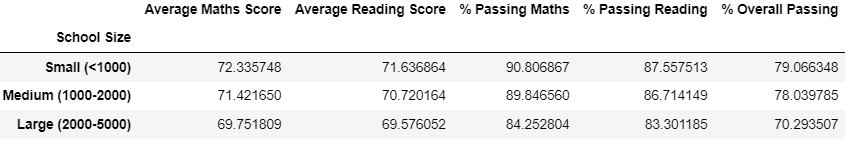 Average Maths Score Average Reading Score % Passing Maths % Passing Reading % Overall Passing
School Size
Small (<1000) 72.335748 71.636864 90.806867 87.557513 79.066348
Medium (1000-2000) 71.421650 70.720164 89.846560 86.714149 78.039785
Large (2000-5000) 69.751809 69.576052 84.252804 83.301185 70.293507